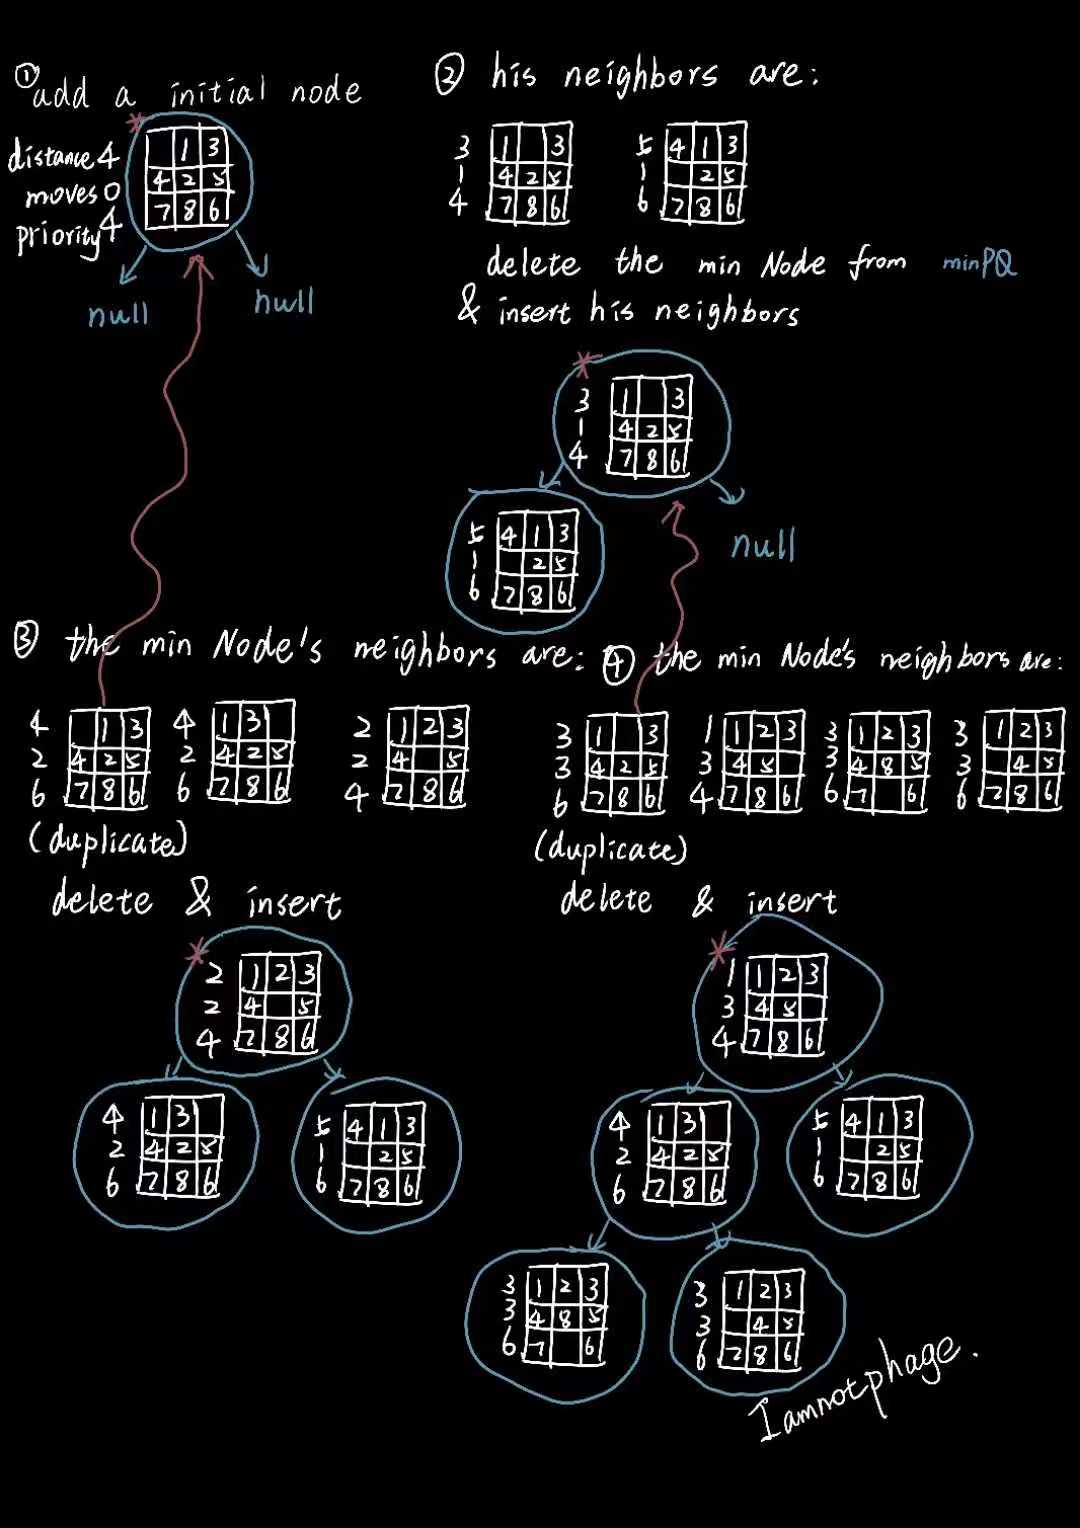 ① add a initial node
distance 4
moves 0
priority 4
1 3
4 2 5
7 8 6
null
null
② his neighbors are:
3
1
4
1 3
4 2 5
7 8 6
5
1
6
4 1 3
2 5
7 8 6
delete the min Node from minPQ
& insert his neighbors
3
1
4
1 3
4 2 5
7 8 6
5
1
6
4 1 3
2 5
7 8 6
null
③ the min Node's neighbors are:
4
2
6
1 3
4 2 5
7 8 6
(duplicate)
4
2
6
1 3
4 2 5
7 8 6
2
2
4
1 2 3
4 5
7 8 6
delete & insert
2
2
4
1 2 3
4 5
7 8 6
4
2
6
1 3
4 2 5
7 8 6
5
1
6
4 1 3
2 5
7 8 6
④ the min Node's neighbors are:
3
3
6
1 3
4 2 5
7 8 6
(duplicate)
1
3
4
1 2 3
4 5
7 8 6
3
3
6
1 2 3
4 8 5
7 6
3
3
6
1 2 3
4 5
7 8 6
delete & insert
1
3
4
1 2 3
4 5
7 8 6
4
2
6
1 3
4 2 5
7 8 6
5
1
6
4 1 3
2 5
7 8 6
3
3
6
1 2 3
4 8 5
7 6
3
3
6
1 2 3
4 5
7 8 6
Iamnotphage.